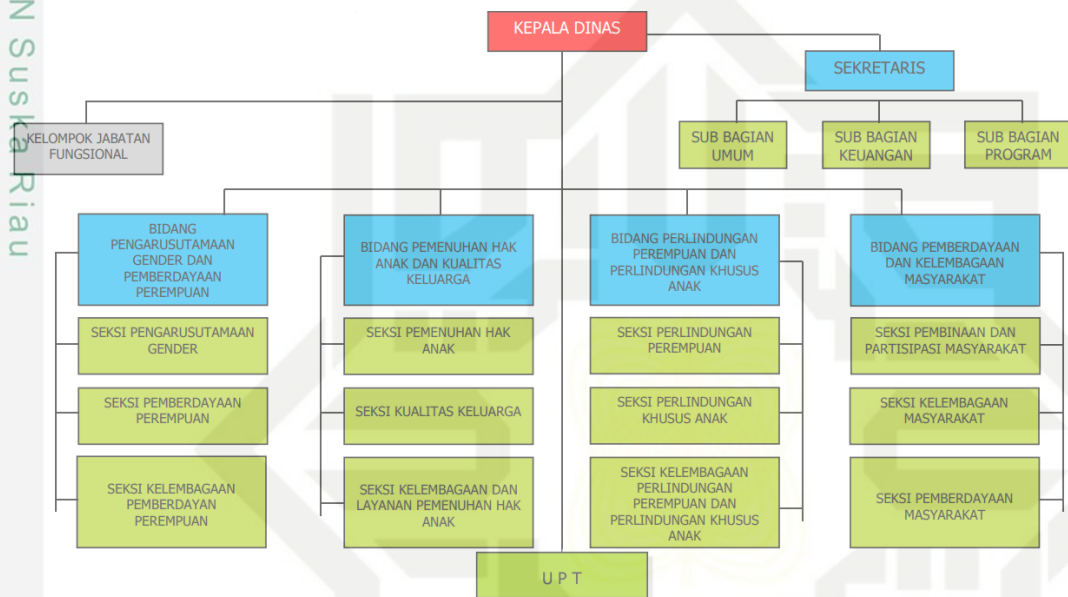 N Suska Riau
KEPALA DINAS
SEKRETARIS
KELOMPOK JABATAN
FUNGSIONAL
SUB BAGIAN
UMUM
SUB BAGIAN
KEUANGAN
SUB BAGIAN
PROGRAM
BIDANG
PENGARUSUTAMAAN
GENDER DAN
PEMBERDAYAAN
PEREMPUAN
BIDANG PEMENUHAN HAK
ANAK DAN KUALITAS
KELUARGA
BIDANG PERLINDUNGAN
PEREMPUAN DAN
PERLINDUNGAN KHUSUS
ANAK
BIDANG PEMBERDAYAAN
DAN KELEMBAGAAN
MASYARAKAT
SEKSI PENGARUSUTAMAAN
GENDER
SEKSI PEMENUHAN HAK
ANAK
SEKSI PERLINDUNGAN
PEREMPUAN
SEKSI PEMBINAAN DAN
PARTISIPASI MASYARAKAT
SEKSI PEMBERDAYAAN
PEREMPUAN
SEKSI KUALITAS KELUARGA
SEKSI PERLINDUNGAN
KHUSUS ANAK
SEKSI KELEMBAGAAN
MASYARAKAT
SEKSI KELEMBAGAAN
PEMBERDAYAN
PEREMPUAN
SEKSI KELEMBAGAAN DAN
LAYANAN PEMENUHAN HAK
ANAK
SEKSI KELEMBAGAAN
PERLINDUNGAN
PEREMPUAN DAN
PERLINDUNGAN KHUSUS
ANAK
SEKSI PEMBERDAYAAN
MASYARAKAT
U P T